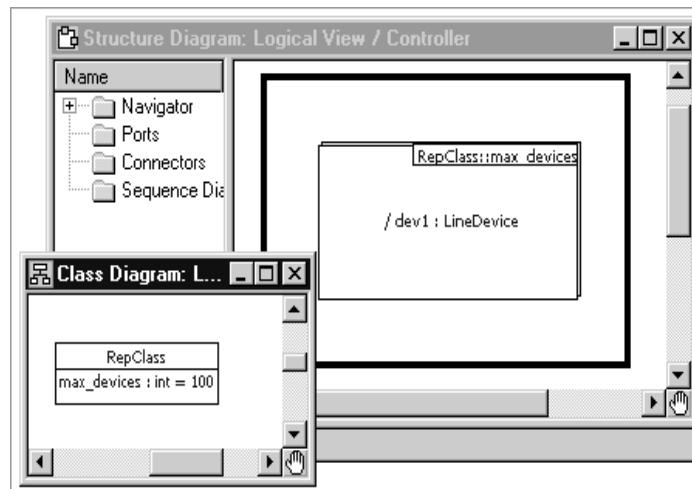 Structure Diagram: Logical View / Controller
Name
Navigator
Ports
Connectors
Sequence Dia
RepClass::max_devices
/ dev1 : LineDevice
Class Diagram: L...
RepClass
max_devices : int = 100